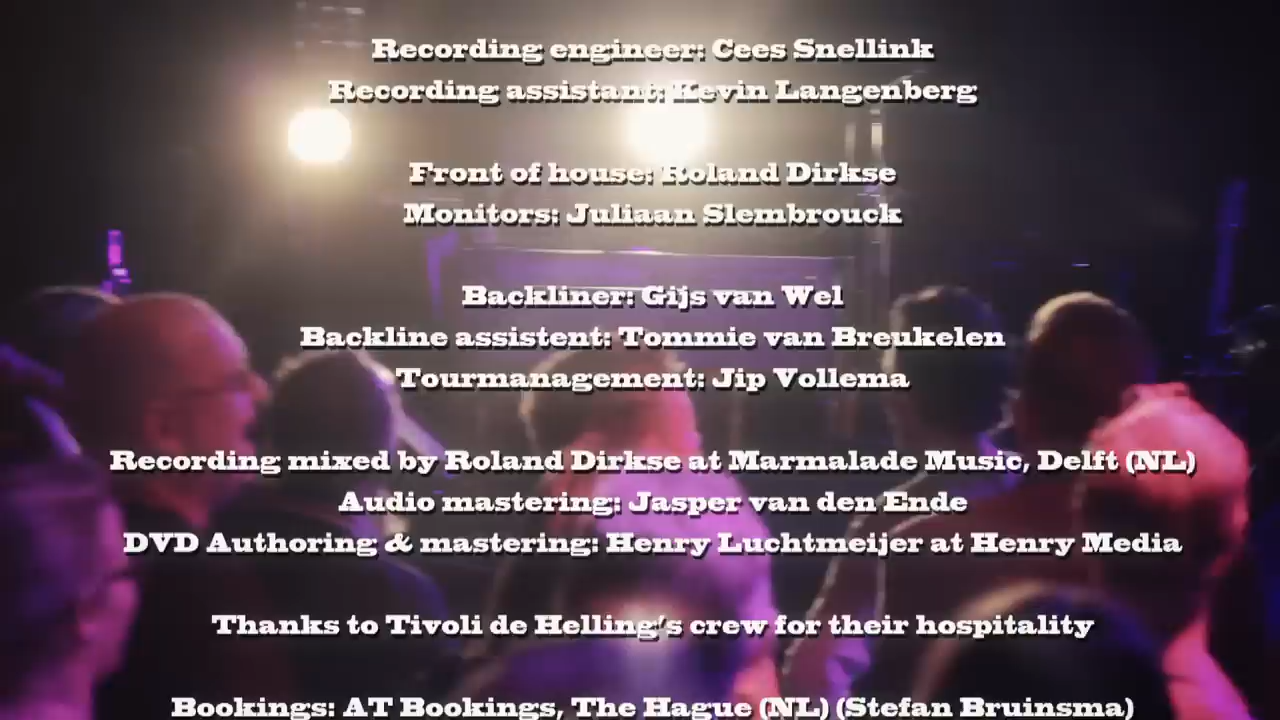 Recording engineer: Cees Snellink
Recording assistant: Kevin Langenberg
Front of house: Roland Dirkse
Monitors: Juliaan Slembrouck
Backliner: Gijs van Wel
Backline assistent: Tommie van Breukelen
Tourmanagement: Jip Vollema
Recording mixed by Roland Dirkse at Marmalade Music, Delft (NL)
Audio mastering: Jasper van den Ende
DVD Authoring & mastering: Henry Luchtmeijer at Henry Media
Thanks to Tivoli de Helling's crew for their hospitality
Bookings: AT Bookings, The Hague (NL) (Stefan Bruinsma)